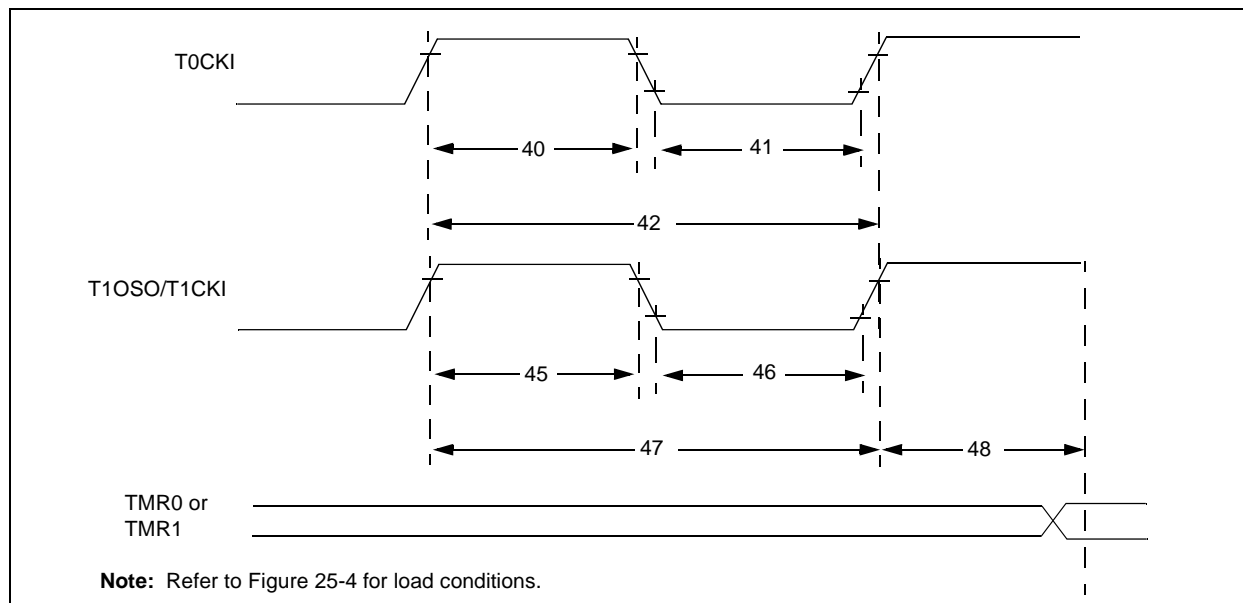 T0CKI
40
41
42
T1OSO/T1CKI
45
46
47
48
TMR0 or
TMR1
Note: Refer to Figure 25-4 for load conditions.